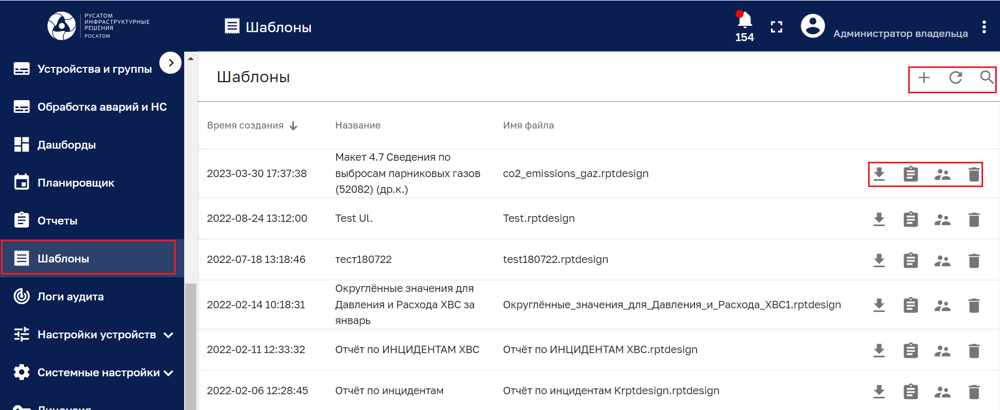 РУСАТОМ
ИНФРАСТРУКТУРНЫЕ
РЕШЕНИЯ
РОСАТОМ
Шаблоны
154
Администратор владельца
Устройства и группы
Обработка аварий и НС
Дашборды
Планировщик
Отчеты
Шаблоны
Логи аудита
Настройки устройств
Системные настройки
Лицензия
Шаблоны
Время создания Название Имя файла
2023-03-30 17:37:38
Макет 4.7 Сведения по
выбросам парниковых газов
(52082) (др.к.)
co2_emissions_gaz.rptdesign
2022-08-24 13:12:00 Test Ul. Test.rptdesign
2022-07-18 13:18:46 тест180722 test180722.rptdesign
2022-02-14 10:18:31
Округлённые значения для
Давления и Расхода ХВС за
январь
Округлённые_значения_для_Давления_и_Расхода_ХВС1.rptdesign
2022-02-11 12:33:32 Отчёт по ИНЦИДЕНТАМ ХВС Отчёт по ИНЦИДЕНТАМ ХВС.rptdesign
2022-02-06 12:28:45 Отчёт по инцидентам Отчёт по инцидентам Krptdesign.rptdesign